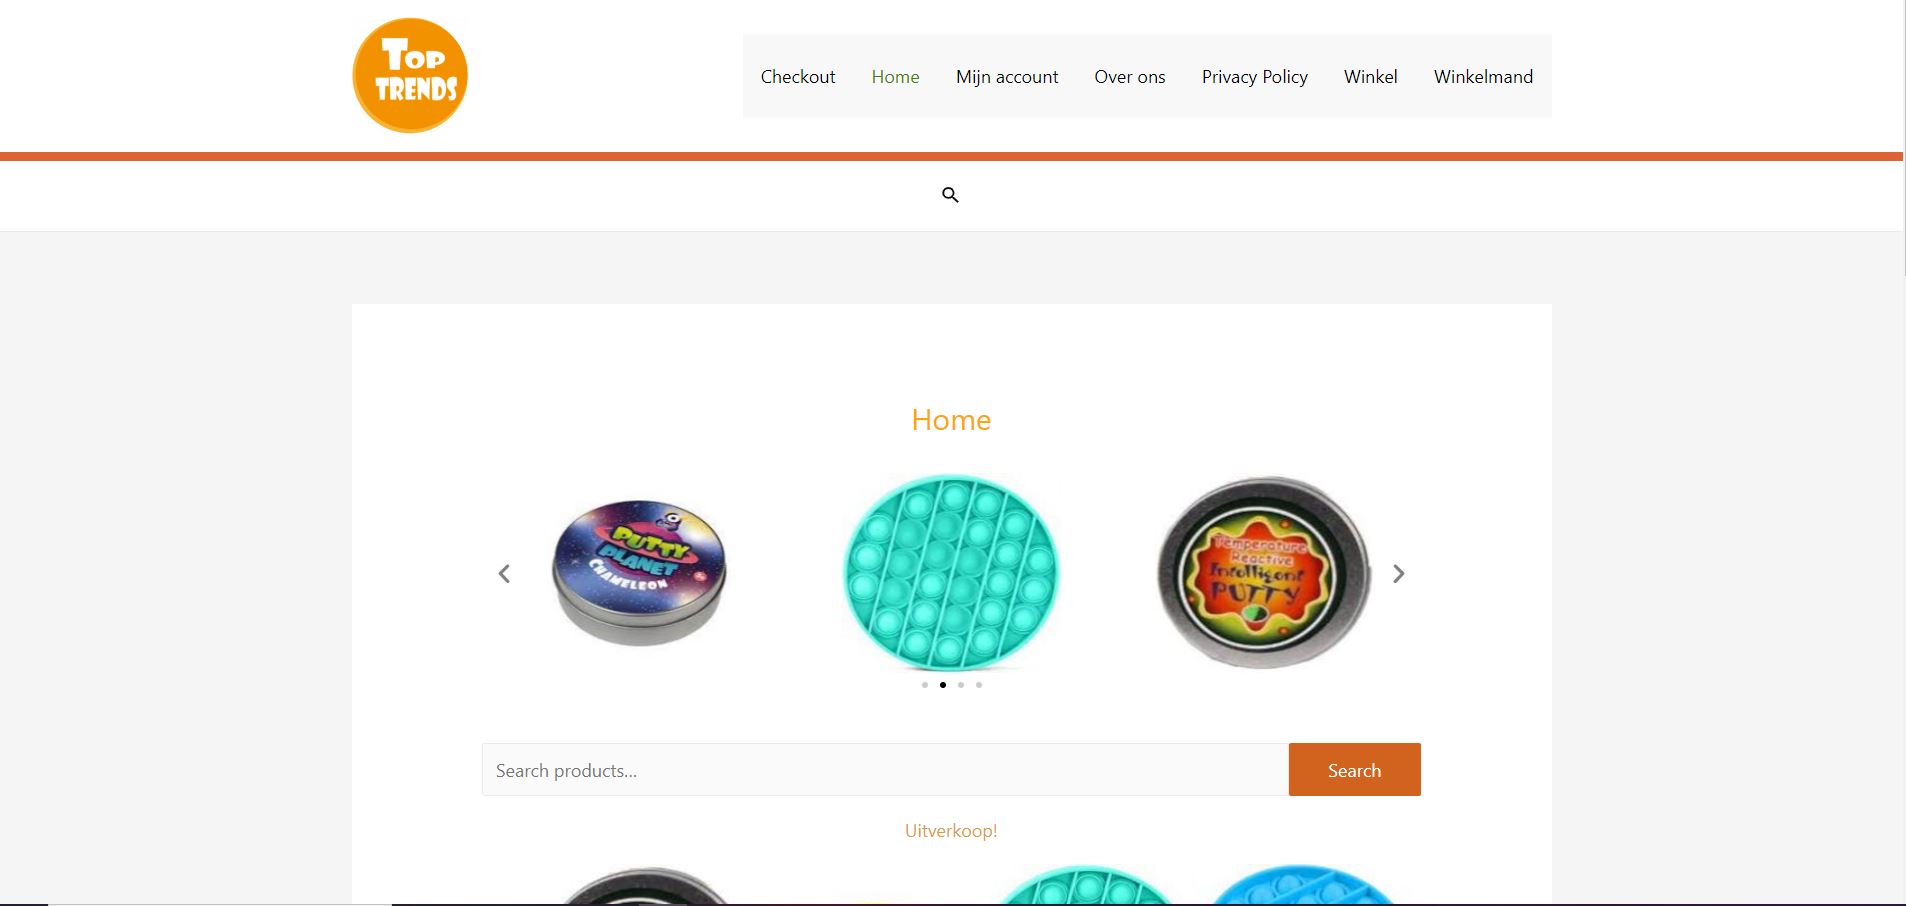 Top
TRENDS
Checkout
Home
Mijn account
Over ons
Privacy Policy
Winkel
Winkelmand
Home
PUTTY
PLANET
CHAMELEON
Temperature
Reactive
Intelligent
PUTTY
Search products…
Search
Uitverkoop!